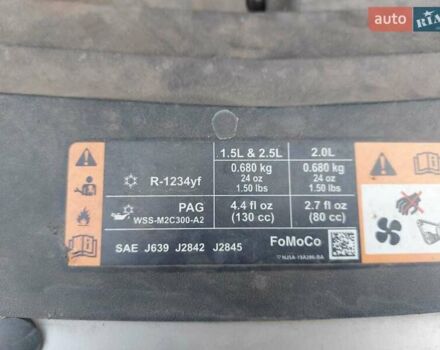 auto RIA
1.5L & 2.5L 2.0L
R-1234yf 0.680 kg 0.680 kg
24 oz 24 oz
1.50 lbs 1.50 lbs
PAG 4.4 fl oz 2.7 fl oz
WSS-M2C300-A2 (130 cc) (80 cc)
SAE J639 J2842 J2845 FoMoCo